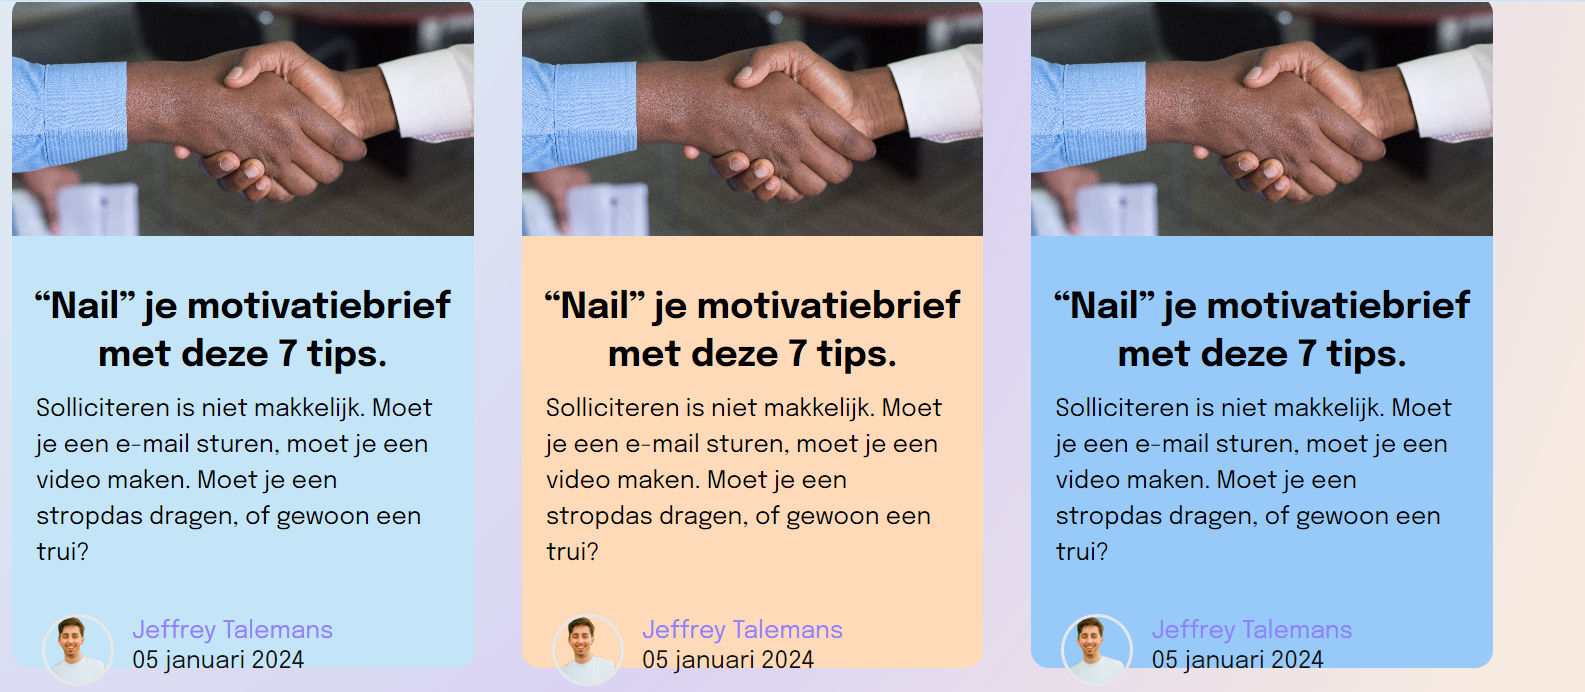 “Nail” je motivatiebrief
met deze 7 tips.
Solliciteren is niet makkelijk. Moet
je een e-mail sturen, moet je een
video maken. Moet je een
stropdas dragen, of gewoon een
trui?
Jeffrey Talemans
05 januari 2024
“Nail” je motivatiebrief
met deze 7 tips.
Solliciteren is niet makkelijk. Moet
je een e-mail sturen, moet je een
video maken. Moet je een
stropdas dragen, of gewoon een
trui?
Jeffrey Talemans
05 januari 2024
“Nail” je motivatiebrief
met deze 7 tips.
Solliciteren is niet makkelijk. Moet
je een e-mail sturen, moet je een
video maken. Moet je een
stropdas dragen, of gewoon een
trui?
Jeffrey Talemans
05 januari 2024